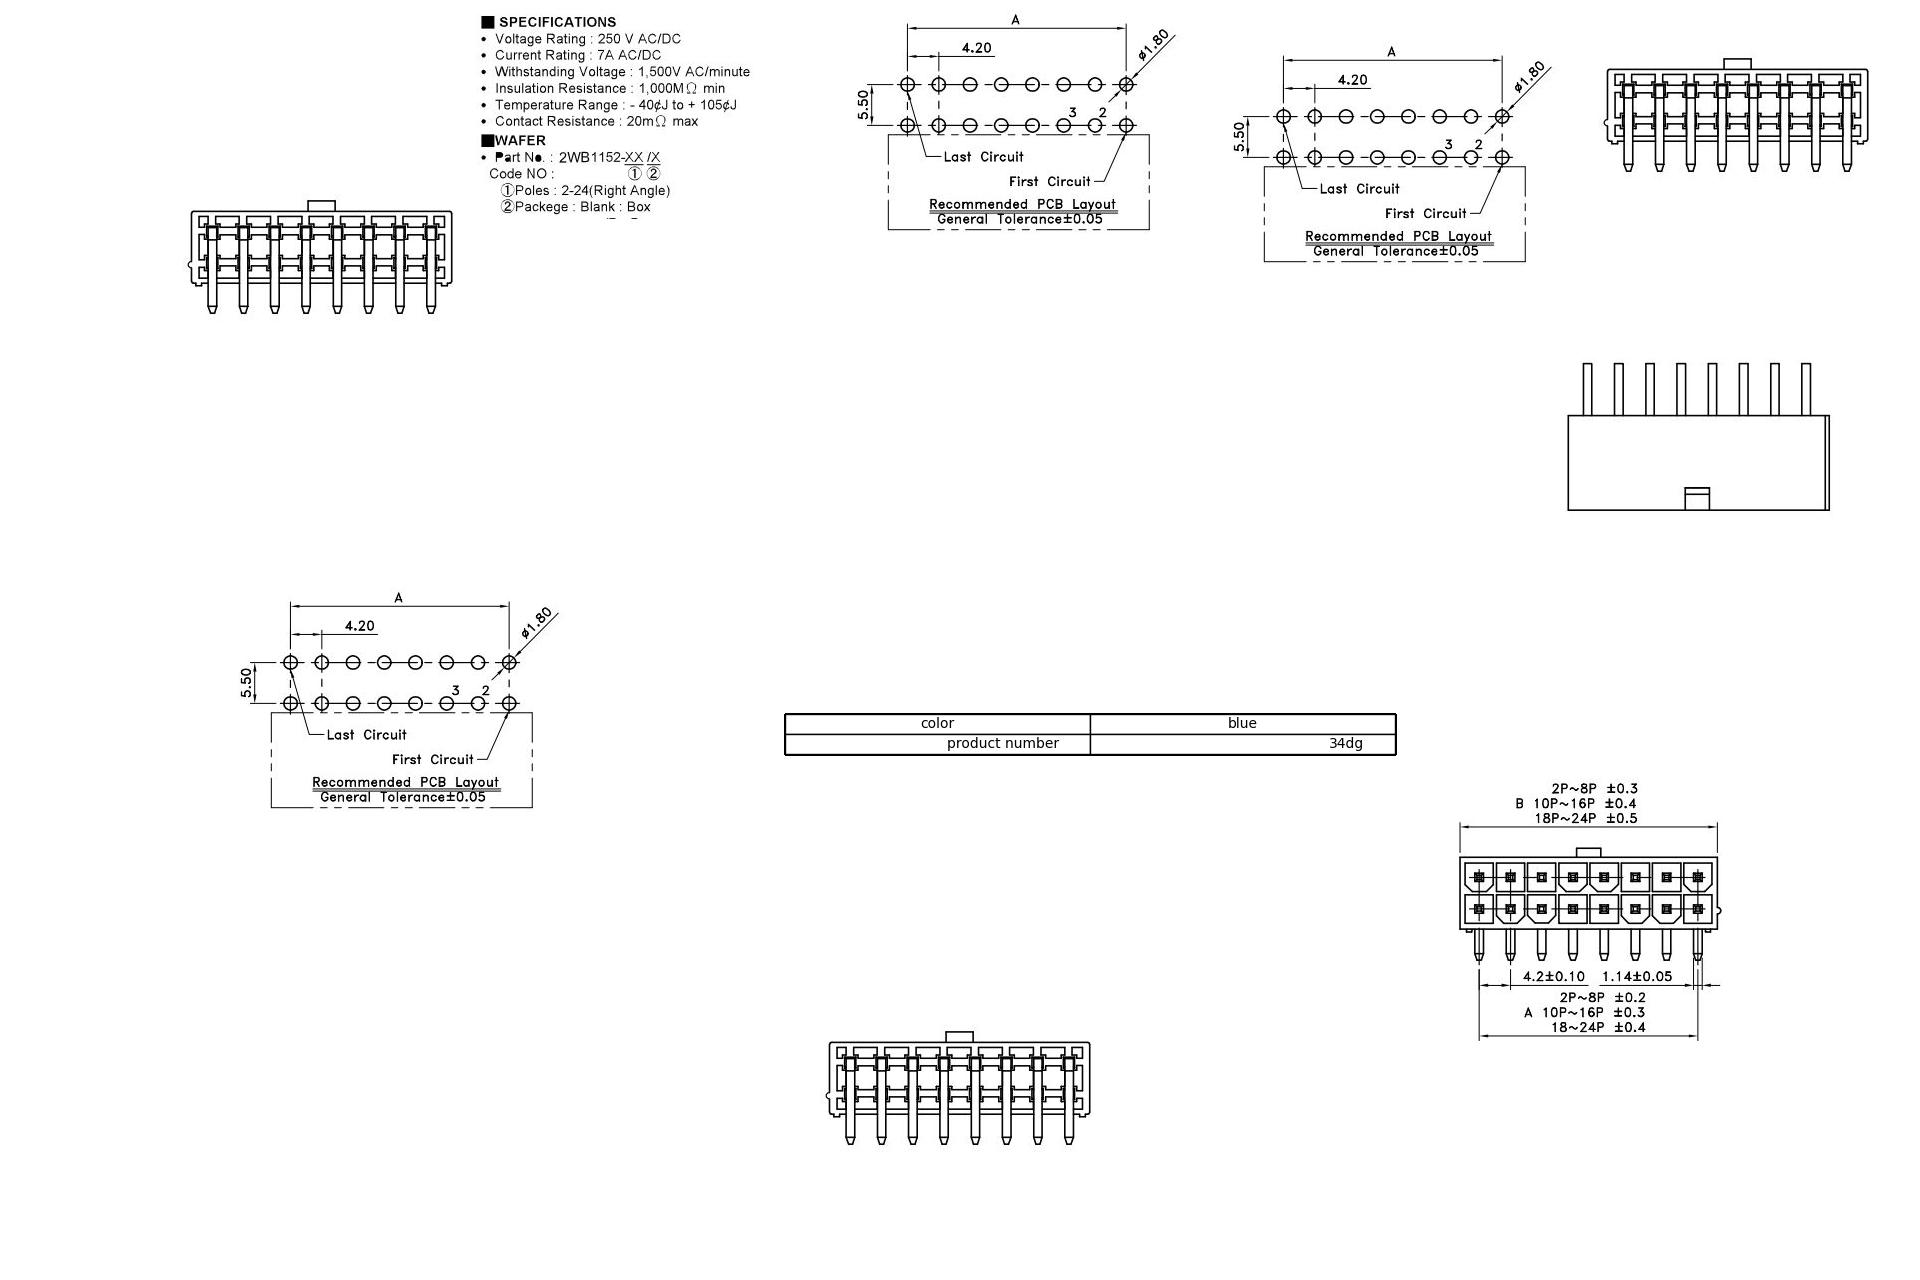 ■ SPECIFICATIONS
• Voltage Rating : 250 V AC/DC
• Current Rating : 7A AC/DC
• Withstanding Voltage : 1,500V AC/minute
• Insulation Resistance : 1,000MΩ min
• Temperature Range : - 40¢J to + 105¢J
• Contact Resistance : 20mΩ max
■WAFER
• Part No. : 2WB1152-XX /X
Code NO : ① ②
①Poles : 2-24(Right Angle)
②Packege : Blank : Box
A
4.20
ø1.80
5.50
3 2
Last Circuit
First Circuit
Recommended PCB Layout
General Tolerance±0.05
A
4.20
ø1.80
5.50
3 2
Last Circuit
First Circuit
Recommended PCB Layout
General Tolerance±0.05
A
4.20
ø1.80
5.50
3 2
Last Circuit
First Circuit
Recommended PCB Layout
General Tolerance±0.05
color blue
product number 34dg
2P~8P ±0.3
B 10P~16P ±0.4
18P~24P ±0.5
4.2±0.10 1.14±0.05
2P~8P ±0.2
A 10P~16P ±0.3
18~24P ±0.4